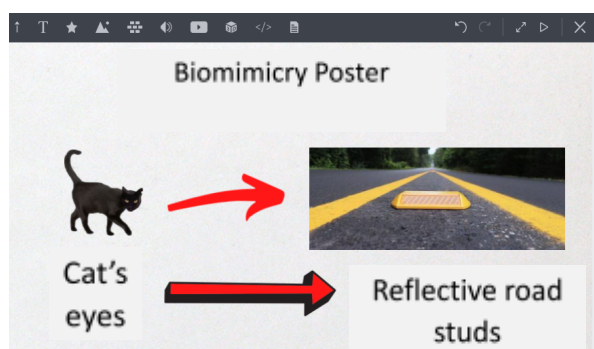 Biomimicry Poster
Cat's
eyes
Reflective road
studs